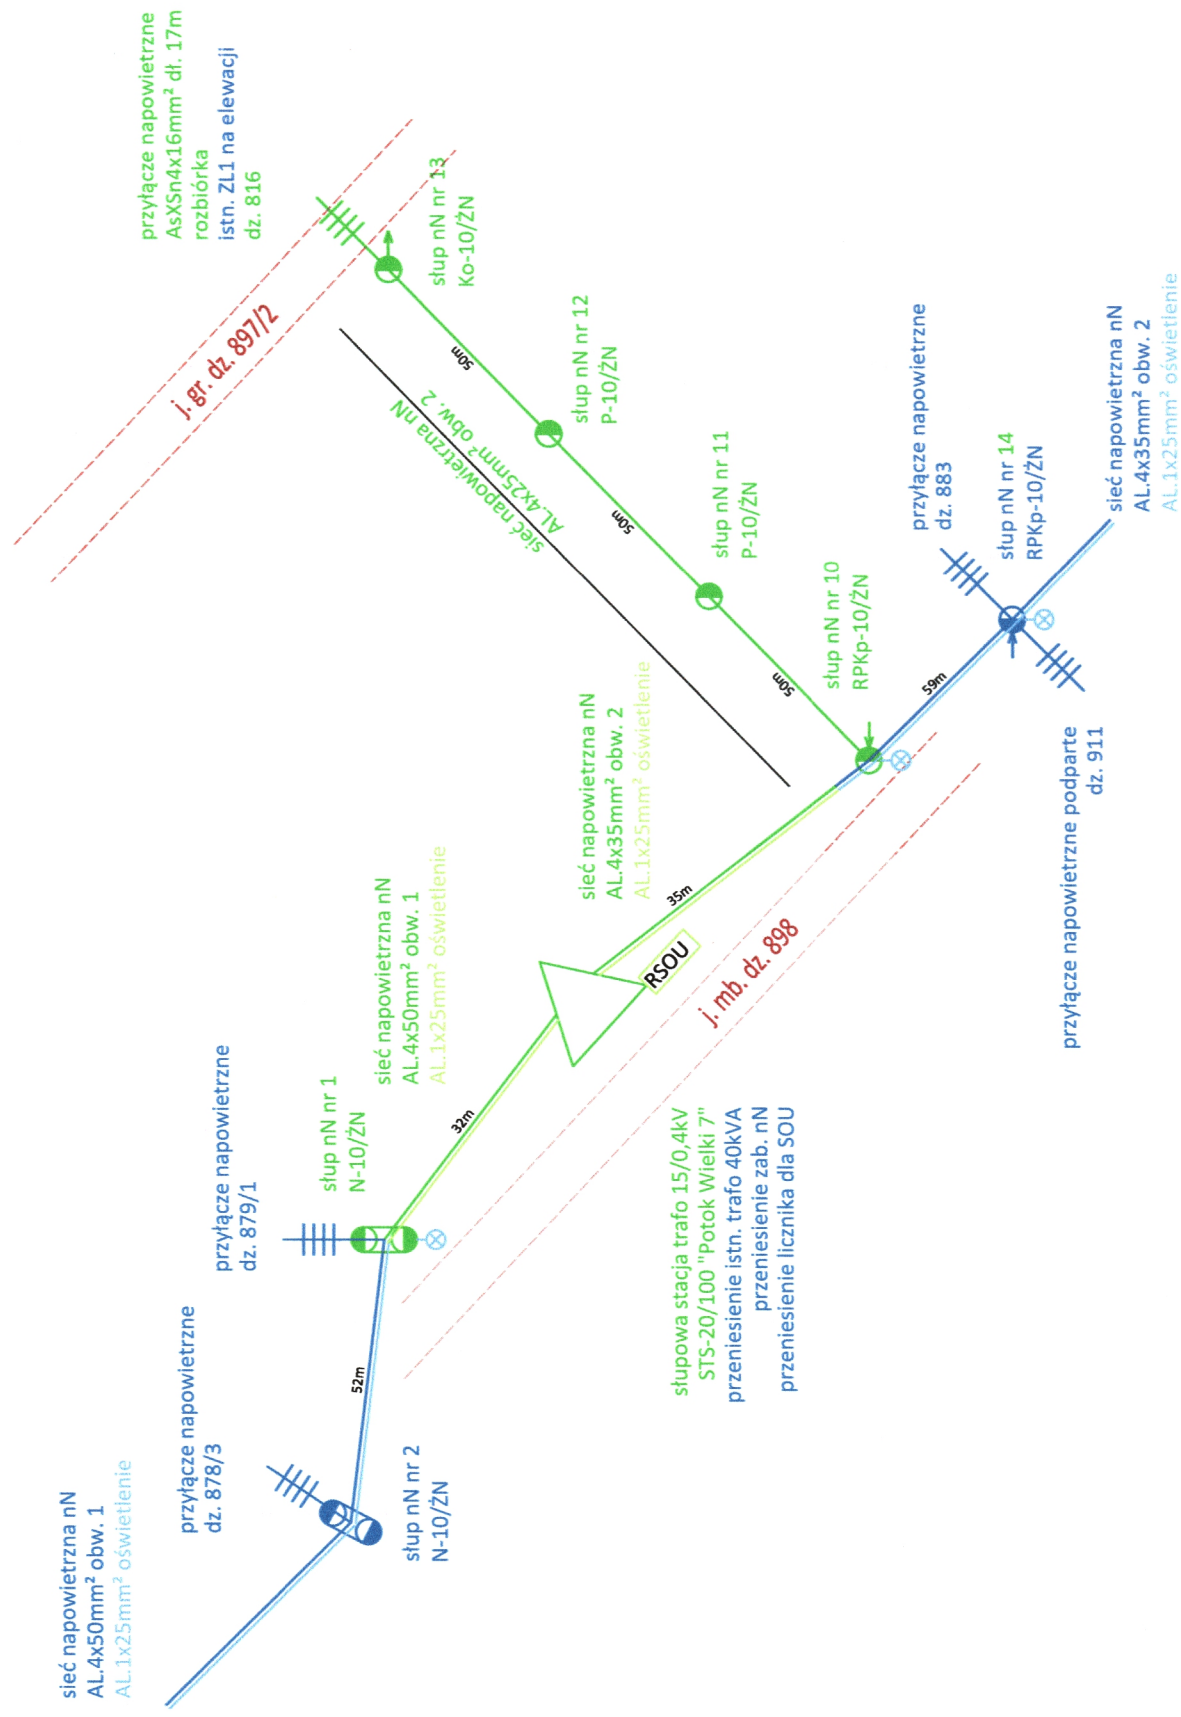 sieć napowietrzna nN
AL.4x50mm² obw. 1
AL.1x25mm² oświetlenie
przyłącze napowietrzne
dz. 878/3
słup nN nr 2
N-10/ŻN
52m
przyłącze napowietrzne
dz. 879/1
słup nN nr 1
N-10/ŻN
32m
sieć napowietrzna nN
AL.4x50mm² obw. 1
AL.1x25mm² oświetlenie
słupowa stacja trafo 15/0,4kV
STS-20/100 "Potok Wielki 7"
przeniesienie istn. trafo 40kVA
przeniesienie zab. nN
przeniesienie licznika dla SOU
RSOU
j. mb. dz. 898
35m
sieć napowietrzna nN
AL.4x35mm² obw. 2
AL.1x25mm² oświetlenie
słup nN nr 10
RPKp-10/ŻN
50m
słup nN nr 11
P-10/ŻN
50m
słup nN nr 12
P-10/ŻN
50m
sieć napowietrzna nN
AL.4x25mm² obw. 2
słup nN nr 13
Ko-10/ŻN
j. gr. dz. 897/2
przyłącze napowietrzne
AsXSn4x16mm² dł. 17m
rozbiórka
istn. ZL1 na elewacji
dz. 816
59m
przyłącze napowietrzne
dz. 883
słup nN nr 14
RPKp-10/ŻN
przyłącze napowietrzne podparte
dz. 911
sieć napowietrzna nN
AL.4x35mm² obw. 2
AL.1x25mm² oświetlenie